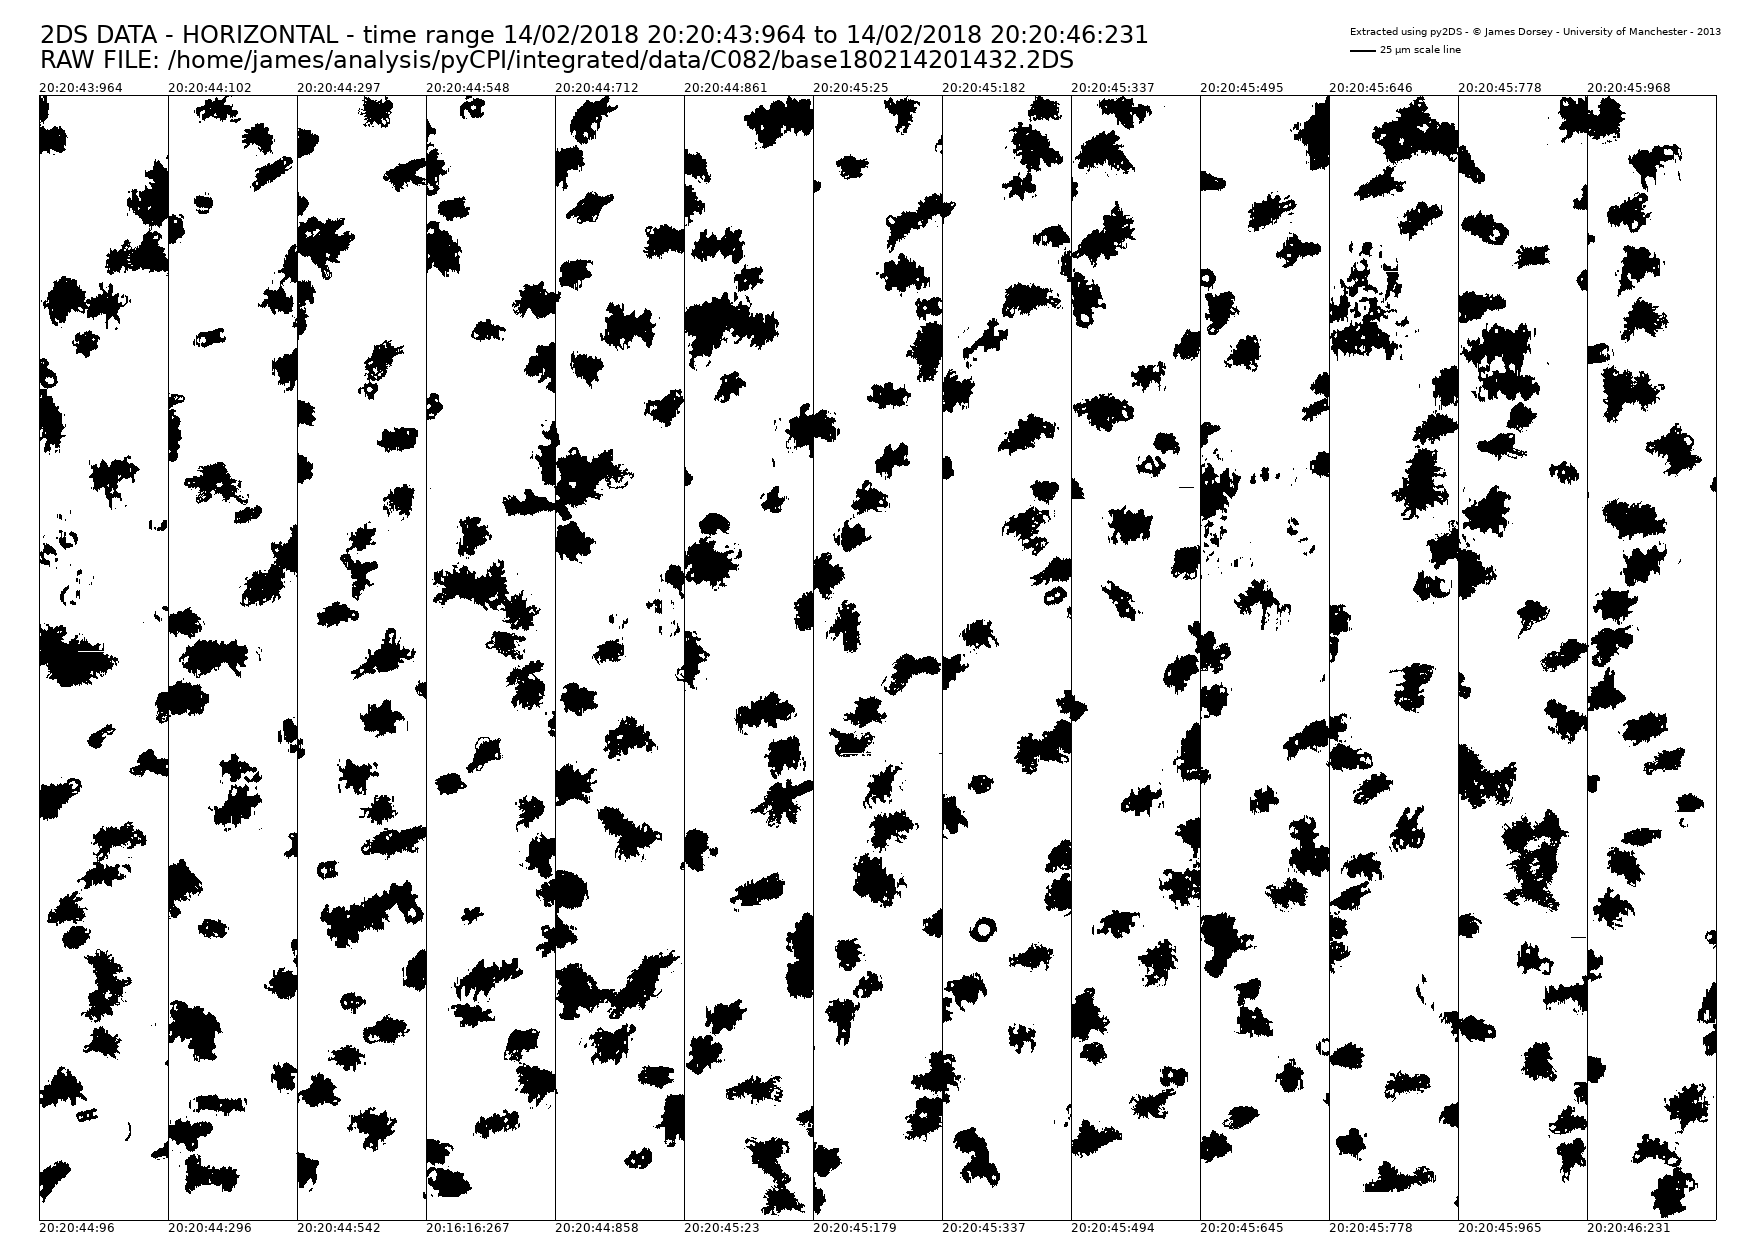 2DS DATA - HORIZONTAL - time range 14/02/2018 20:20:43:964 to 14/02/2018 20:20:46:231
RAW FILE: /home/james/analysis/pyCPI/integrated/data/C082/base180214201432.2DS
Extracted using py2DS - © James Dorsey - University of Manchester - 2013
25 µm scale line
20:20:43:964 20:20:44:102 20:20:44:297 20:20:44:548 20:20:44:712 20:20:44:861 20:20:45:25 20:20:45:182 20:20:45:337 20:20:45:495 20:20:45:646 20:20:45:778 20:20:45:968
20:20:44:96 20:20:44:296 20:20:44:542 20:16:16:267 20:20:44:858 20:20:45:23 20:20:45:179 20:20:45:337 20:20:45:494 20:20:45:645 20:20:45:778 20:20:45:965 20:20:46:231